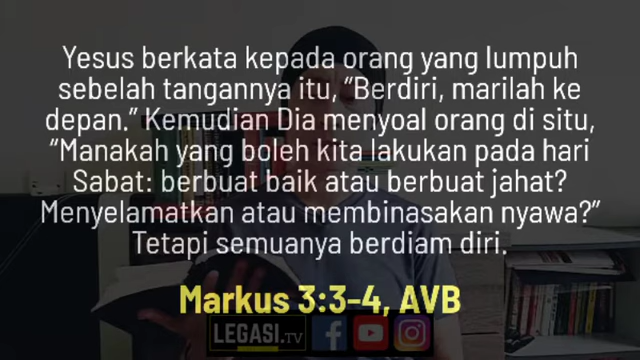 Yesus berkata kepada orang yang lumpuh
sebelah tangannya itu, "Berdiri, marilah ke
depan." Kemudian Dia menyoal orang di situ,
"Manakah yang boleh kita lakukan pada hari
Sabat: berbuat baik atau berbuat jahat?
Menyelamatkan atau membinasakan nyawa?"
Tetapi semuanya berdiam diri.
Markus 3:3-4, AVB
LEGASI.TV